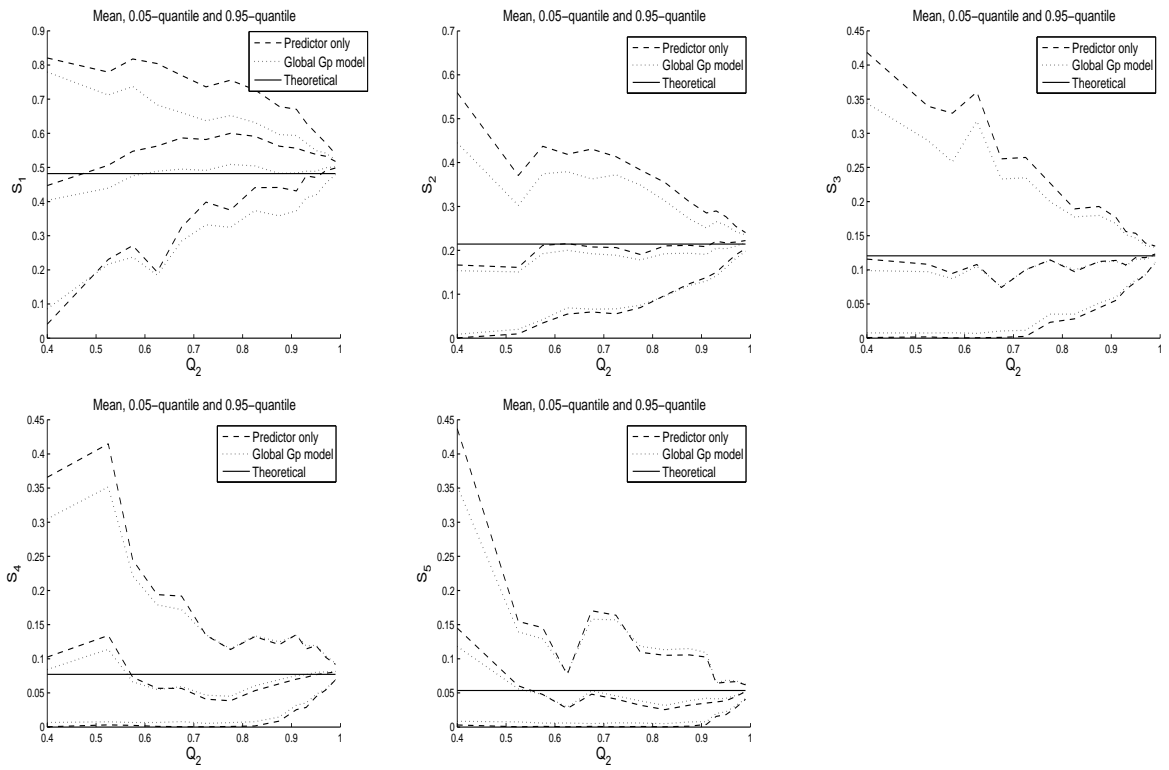 Mean, 0.05-quantile and 0.95-quantile
Predictor only
Global Gp model
Theoretical
S1
0.9
0.8
0.7
0.6
0.5
0.4
0.3
0.2
0.1
0
0.4 0.5 0.6 0.7 0.8 0.9 1
Q2
Mean, 0.05-quantile and 0.95-quantile
Predictor only
Global Gp model
Theoretical
S2
0.7
0.6
0.5
0.4
0.3
0.2
0.1
0
0.4 0.5 0.6 0.7 0.8 0.9 1
Q2
Mean, 0.05-quantile and 0.95-quantile
Predictor only
Global Gp model
Theoretical
S3
0.45
0.4
0.35
0.3
0.25
0.2
0.15
0.1
0.05
0
0.4 0.5 0.6 0.7 0.8 0.9 1
Q2
Mean, 0.05-quantile and 0.95-quantile
Predictor only
Global Gp model
Theoretical
S4
0.45
0.4
0.35
0.3
0.25
0.2
0.15
0.1
0.05
0
0.4 0.5 0.6 0.7 0.8 0.9 1
Q2
Mean, 0.05-quantile and 0.95-quantile
Predictor only
Global Gp model
Theoretical
S5
0.45
0.4
0.35
0.3
0.25
0.2
0.15
0.1
0.05
0
0.4 0.5 0.6 0.7 0.8 0.9 1
Q2